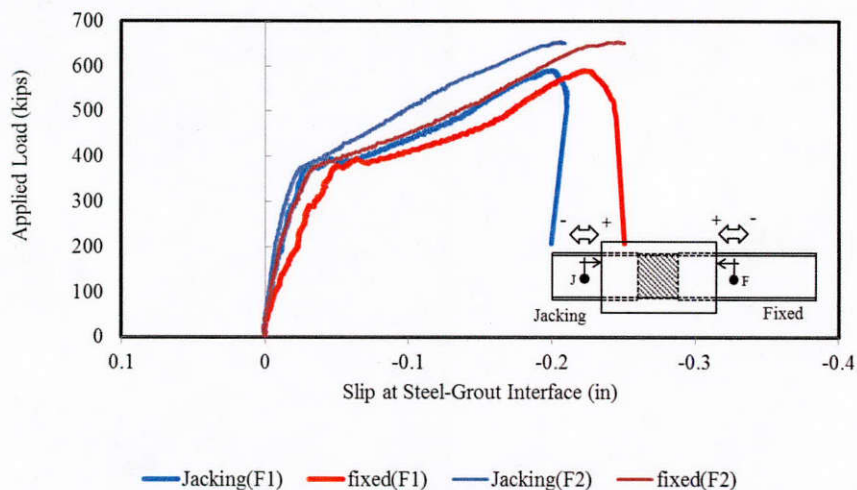 700
600
500
400
300
200
100
0
Applied Load (kips)
0.1 0 -0.1 -0.2 -0.3 -0.4
Slip at Steel-Grout Interface (in)
- + + -
J F
Jacking Fixed
Jacking(F1) fixed(F1) Jacking(F2) fixed(F2)